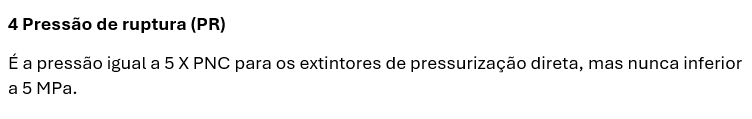 4 Pressão de ruptura (PR)
É a pressão igual a 5 X PNC para os extintores de pressurização direta, mas nunca inferior
a 5 MPa.